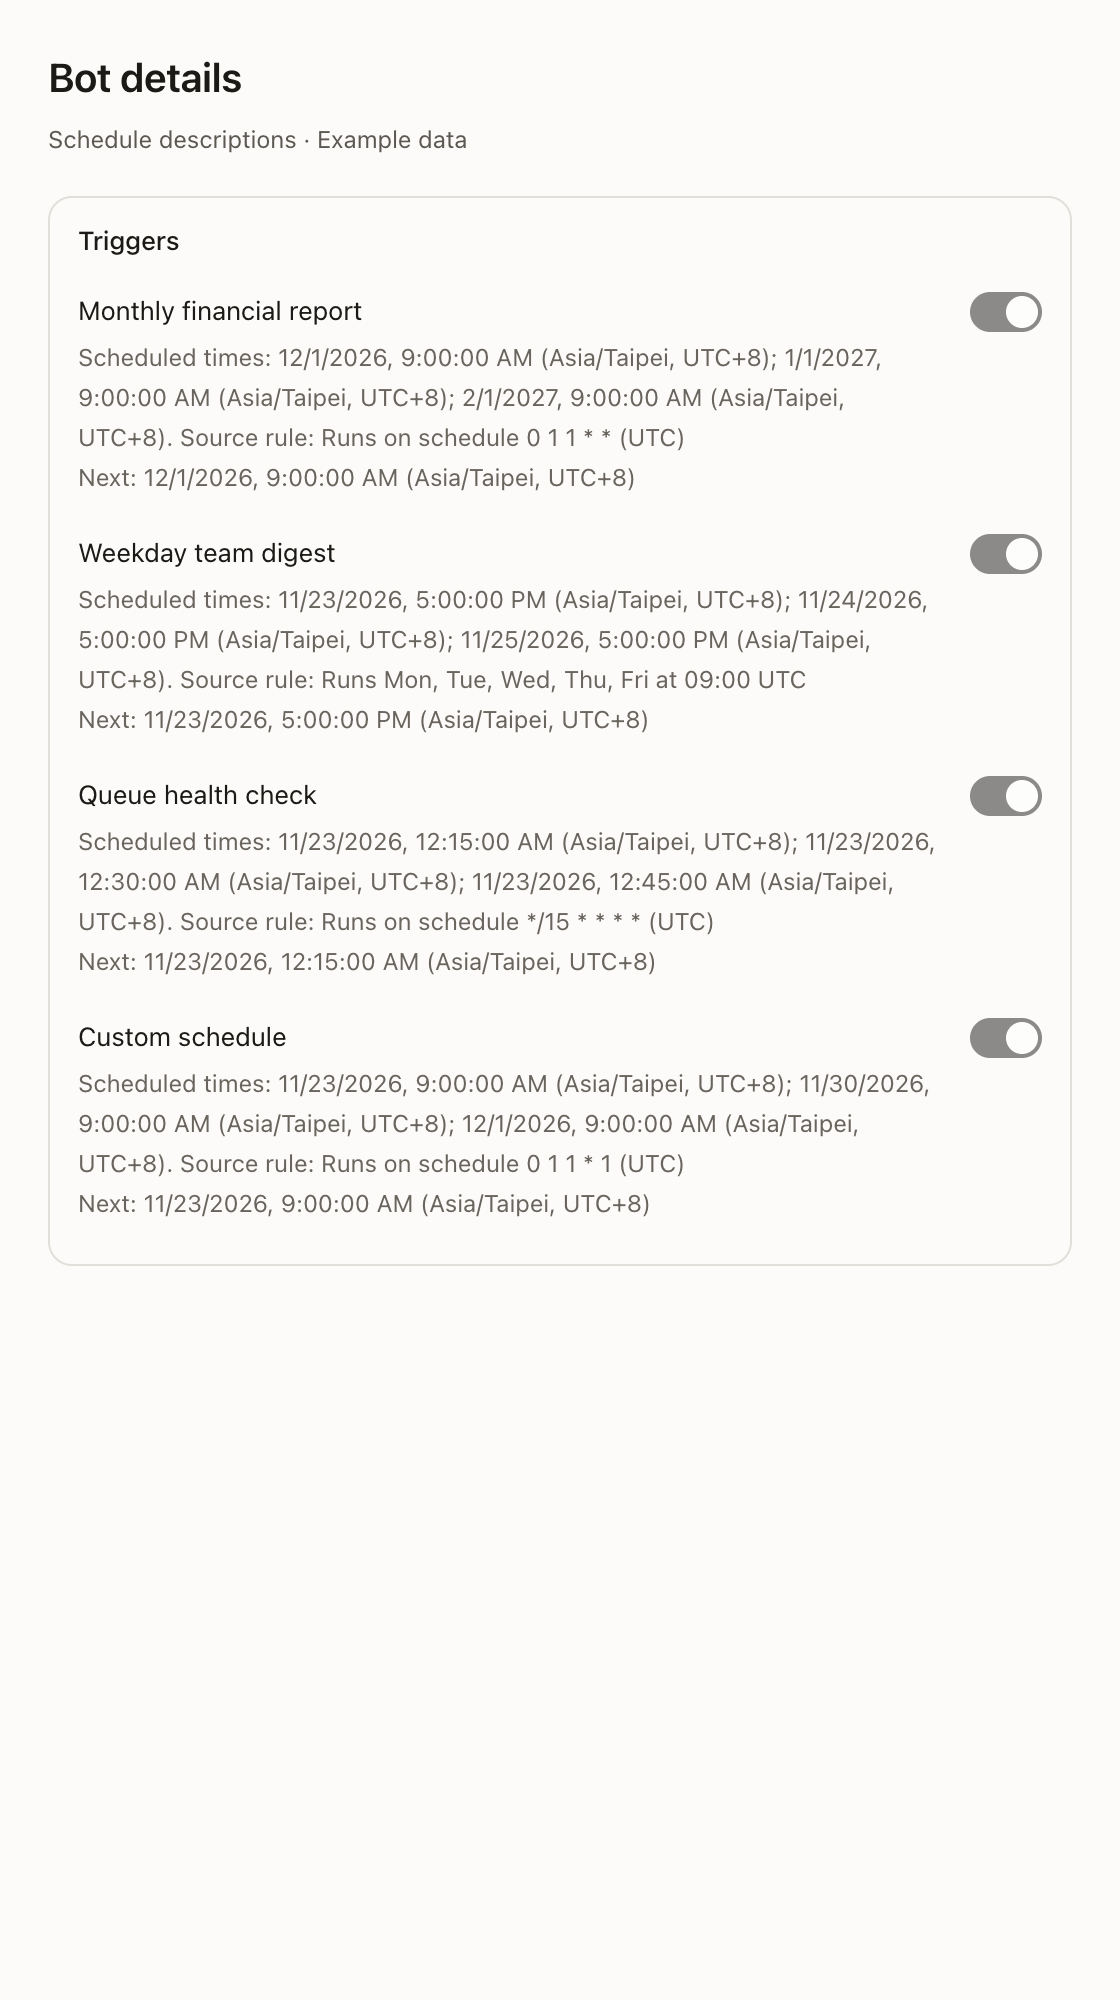 Bot details
Schedule descriptions · Example data
Triggers
Monthly financial report
Scheduled times: 12/1/2026, 9:00:00 AM (Asia/Taipei, UTC+8); 1/1/2027,
9:00:00 AM (Asia/Taipei, UTC+8); 2/1/2027, 9:00:00 AM (Asia/Taipei,
UTC+8). Source rule: Runs on schedule 0 1 1 * * (UTC)
Next: 12/1/2026, 9:00:00 AM (Asia/Taipei, UTC+8)
Weekday team digest
Scheduled times: 11/23/2026, 5:00:00 PM (Asia/Taipei, UTC+8); 11/24/2026,
5:00:00 PM (Asia/Taipei, UTC+8); 11/25/2026, 5:00:00 PM (Asia/Taipei,
UTC+8). Source rule: Runs Mon, Tue, Wed, Thu, Fri at 09:00 UTC
Next: 11/23/2026, 5:00:00 PM (Asia/Taipei, UTC+8)
Queue health check
Scheduled times: 11/23/2026, 12:15:00 AM (Asia/Taipei, UTC+8); 11/23/2026,
12:30:00 AM (Asia/Taipei, UTC+8); 11/23/2026, 12:45:00 AM (Asia/Taipei,
UTC+8). Source rule: Runs on schedule */15 * * * * (UTC)
Next: 11/23/2026, 12:15:00 AM (Asia/Taipei, UTC+8)
Custom schedule
Scheduled times: 11/23/2026, 9:00:00 AM (Asia/Taipei, UTC+8); 11/30/2026,
9:00:00 AM (Asia/Taipei, UTC+8); 12/1/2026, 9:00:00 AM (Asia/Taipei,
UTC+8). Source rule: Runs on schedule 0 1 1 * 1 (UTC)
Next: 11/23/2026, 9:00:00 AM (Asia/Taipei, UTC+8)